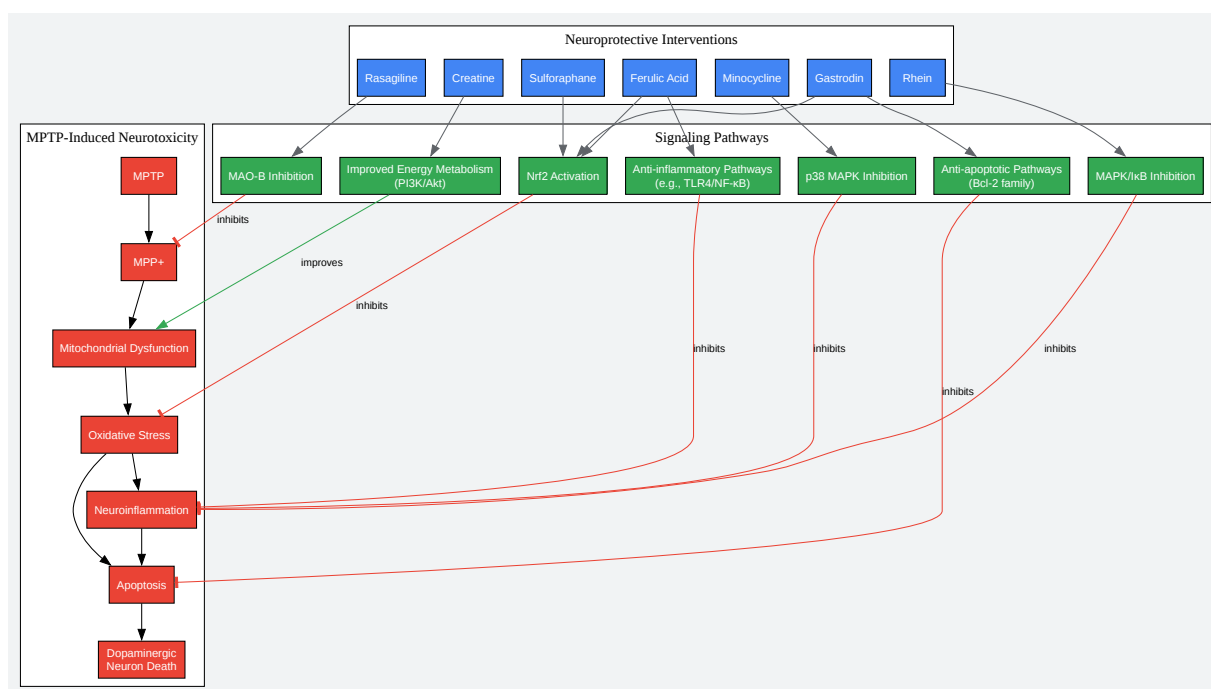 Neuroprotective Interventions
Rasagiline
Creatine
Sulforaphane
Ferulic Acid
Minocycline
Gastrodin
Rhein
MPTP-Induced Neurotoxicity
Signaling Pathways
MPTP
MAO-B Inhibition
Improved Energy Metabolism
(PI3K/Akt)
Nrf2 Activation
Anti-inflammatory Pathways
(e.g., TLR4/NF-κB)
p38 MAPK Inhibition
Anti-apoptotic Pathways
(Bcl-2 family)
MAPK/IκB Inhibition
inhibits
MPP+
improves
inhibits
Mitochondrial Dysfunction
inhibits
inhibits
inhibits
inhibits
Oxidative Stress
Neuroinflammation
Apoptosis
Dopaminergic
Neuron Death